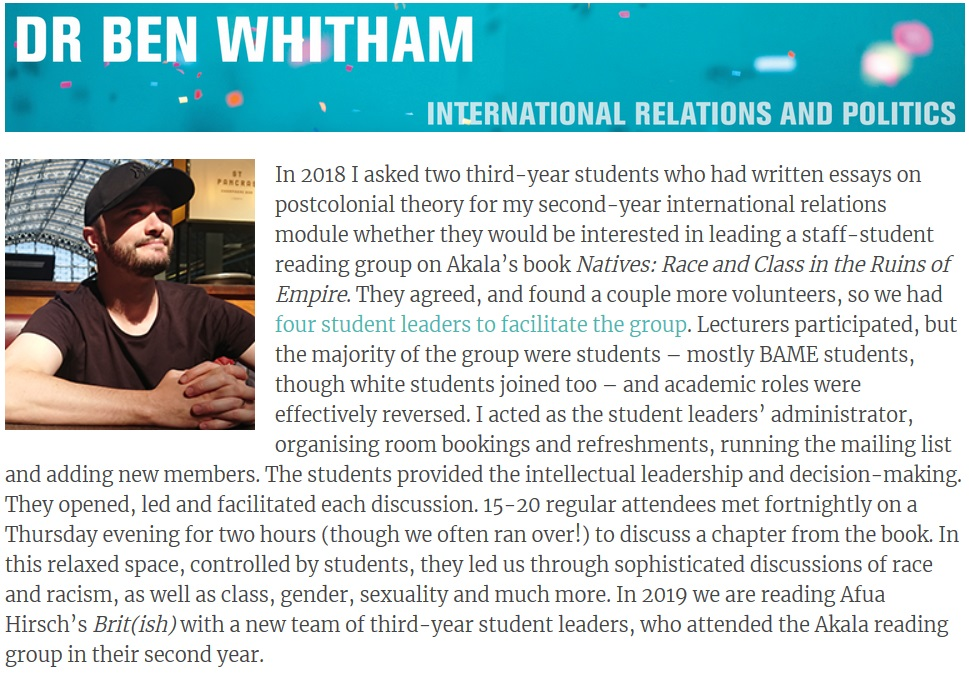 DR BEN WHITHAM
INTERNATIONAL RELATIONS AND POLITICS
ST PANCRAS
In 2018 I asked two third-year students who had written essays on
postcolonial theory for my second-year international relations
module whether they would be interested in leading a staff-student
reading group on Akala’s book Natives: Race and Class in the Ruins of
Empire. They agreed, and found a couple more volunteers, so we had
four student leaders to facilitate the group. Lecturers participated, but
the majority of the group were students – mostly BAME students,
though white students joined too – and academic roles were
effectively reversed. I acted as the student leaders’ administrator,
organising room bookings and refreshments, running the mailing list
and adding new members. The students provided the intellectual leadership and decision-making.
They opened, led and facilitated each discussion. 15-20 regular attendees met fortnightly on a
Thursday evening for two hours (though we often ran over!) to discuss a chapter from the book. In
this relaxed space, controlled by students, they led us through sophisticated discussions of race
and racism, as well as class, gender, sexuality and much more. In 2019 we are reading Afua
Hirsch’s Brit(ish) with a new team of third-year student leaders, who attended the Akala reading
group in their second year.